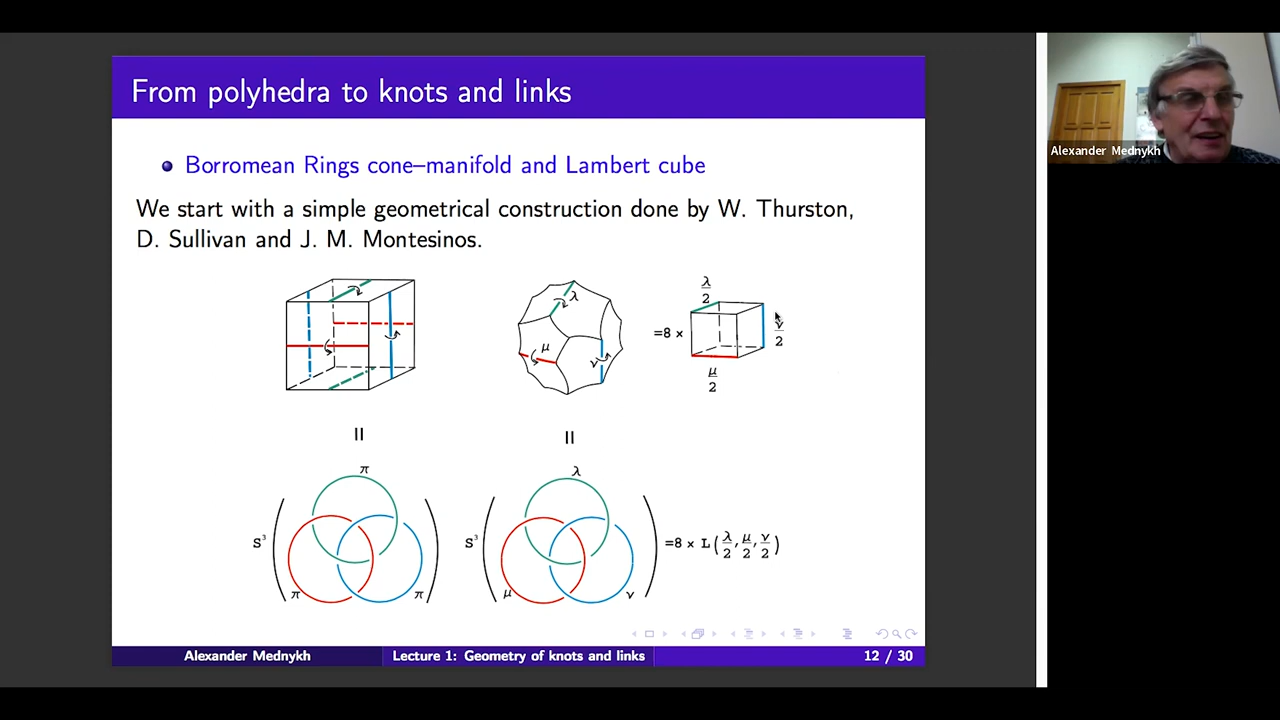 From polyhedra to knots and links
Borromean Rings cone–manifold and Lambert cube
We start with a simple geometrical construction done by W. Thurston,
D. Sullivan and J. M. Montesinos.
λ
μ
ν
=8 ×
λ/2
ν/2
μ/2
=
=
S³ ( π π π )
S³ ( λ μ ν ) =8 × L(λ/2, μ/2, ν/2)
Alexander Mednykh
Lecture 1: Geometry of knots and links
12 / 30
Alexander Mednykh